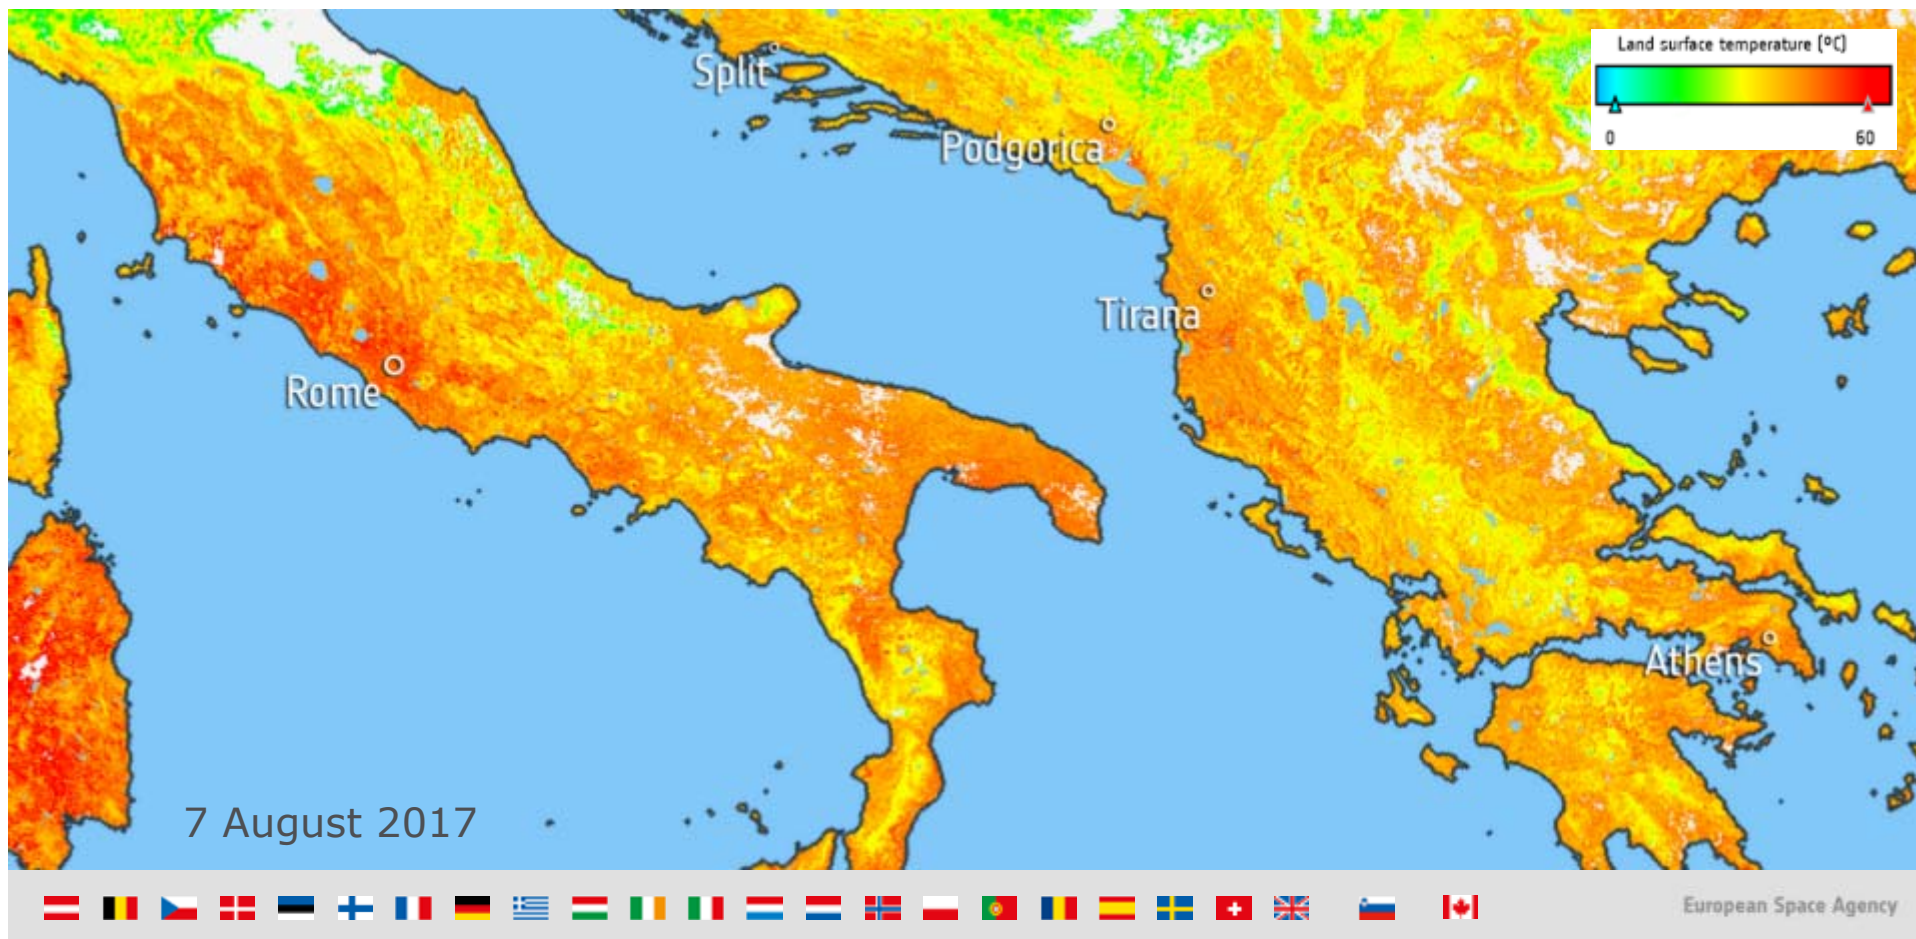 Land surface temperature (ºC)
0 60
Split
Podgorica
Tirana
Rome
Athens
7 August 2017
European Space Agency